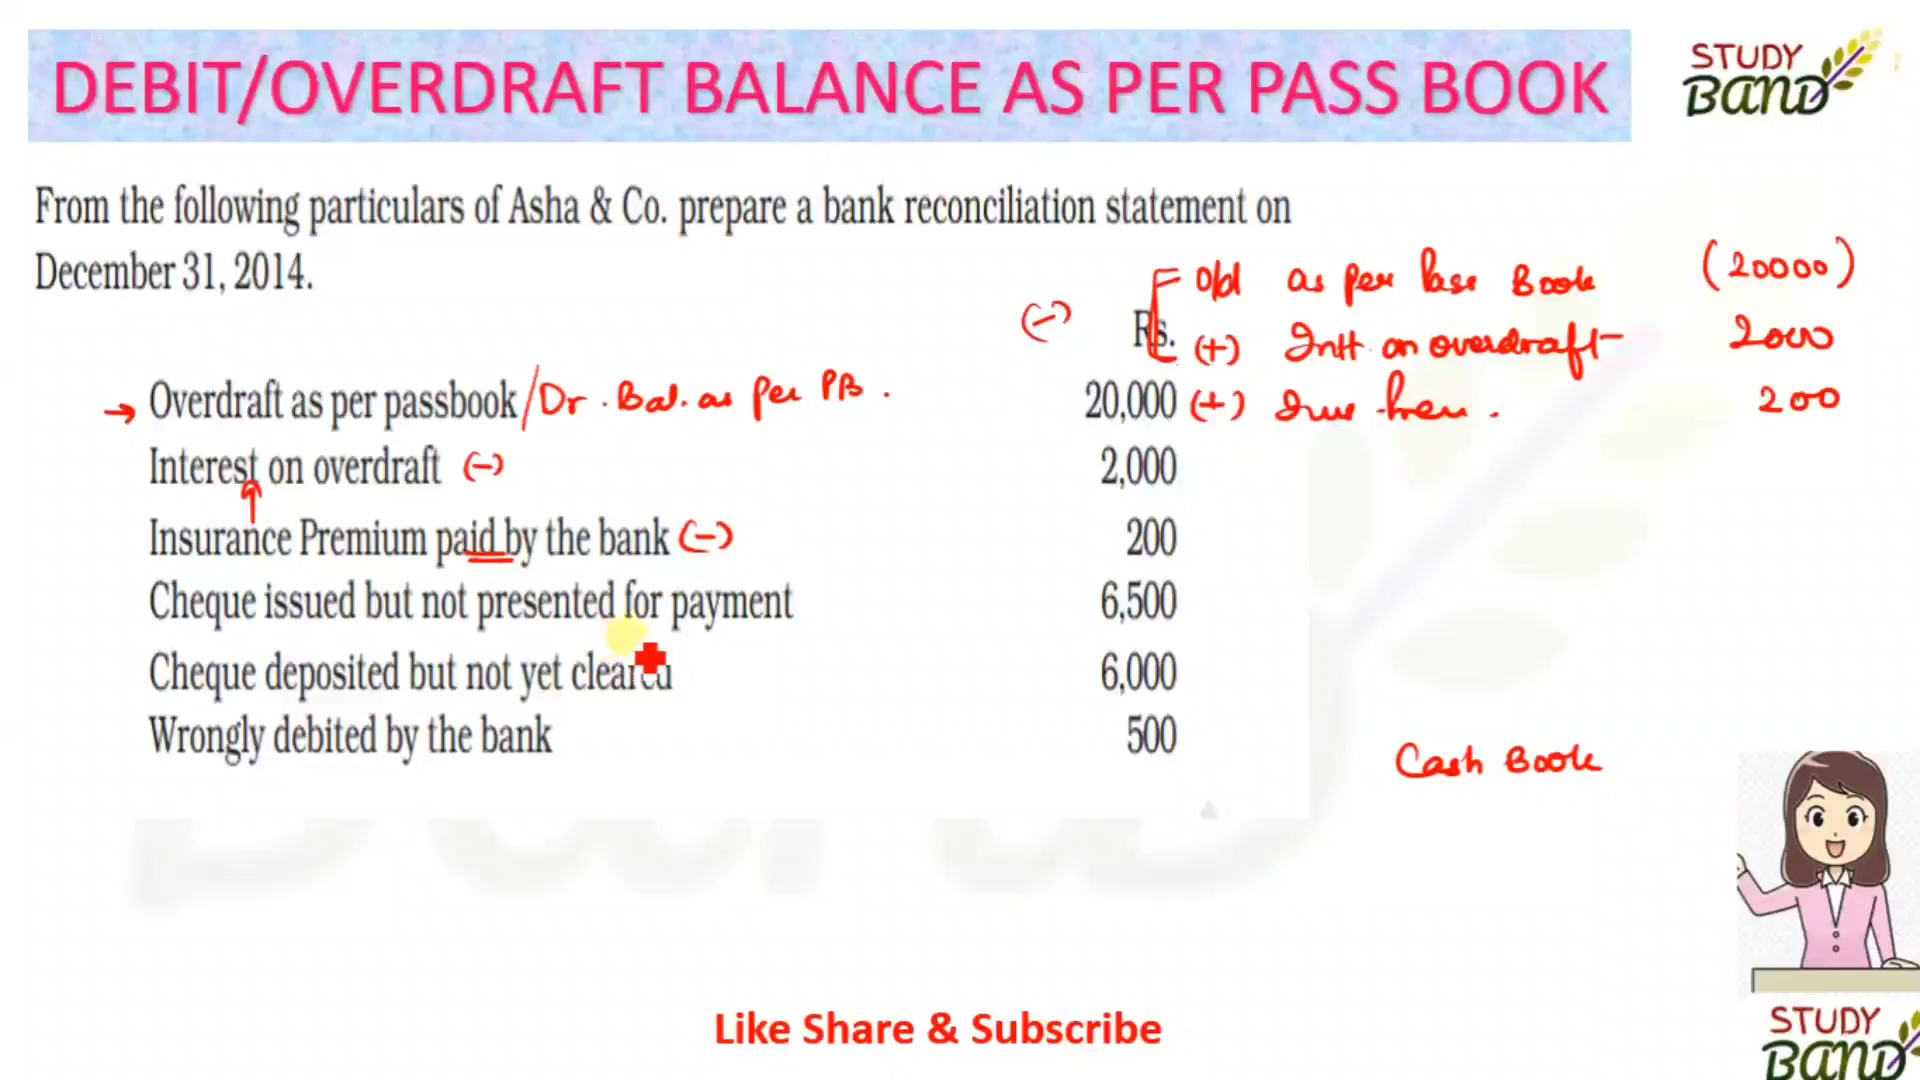 DEBIT/OVERDRAFT BALANCE AS PER PASS BOOK
STUDY
BAND
From the following particulars of Asha & Co. prepare a bank reconciliation statement on
December 31, 2014.
O/d as per Pass Book (20000)
(-) Rs.
(+) Intt. on overdraft 2000
→ Overdraft as per passbook / Dr. Bal. as per PB. 20,000
(+) 200
Interest on overdraft (-) 2,000
Insurance Premium paid by the bank (-) 200
Cheque issued but not presented for payment 6,500
Cheque deposited but not yet cleared 6,000
Wrongly debited by the bank 500
Cash Book
Like Share & Subscribe
STUDY
BAND